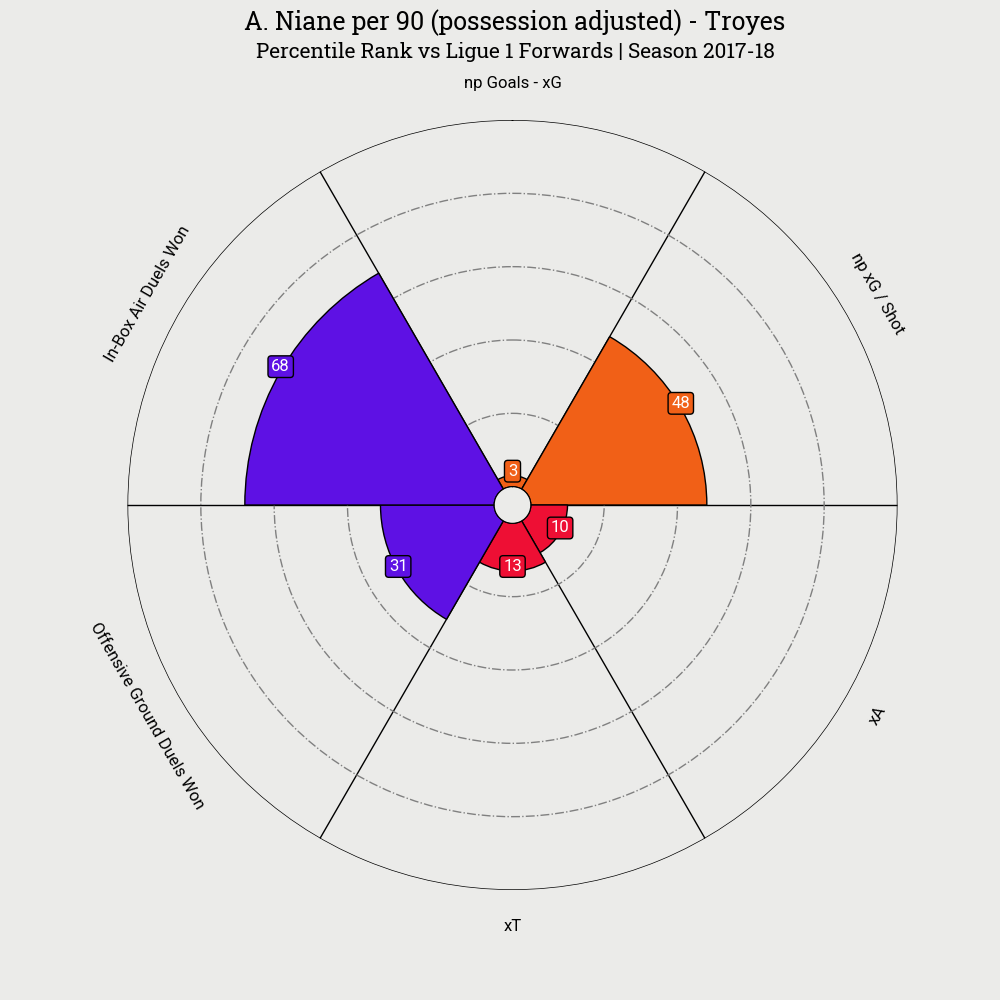 A. Niane per 90 (possession adjusted) - Troyes
Percentile Rank vs Ligue 1 Forwards | Season 2017-18
np Goals - xG
In-Box Air Duels Won
np xG / Shot
68
48
3
10
31
13
Offensive Ground Duels Won
xA
xT